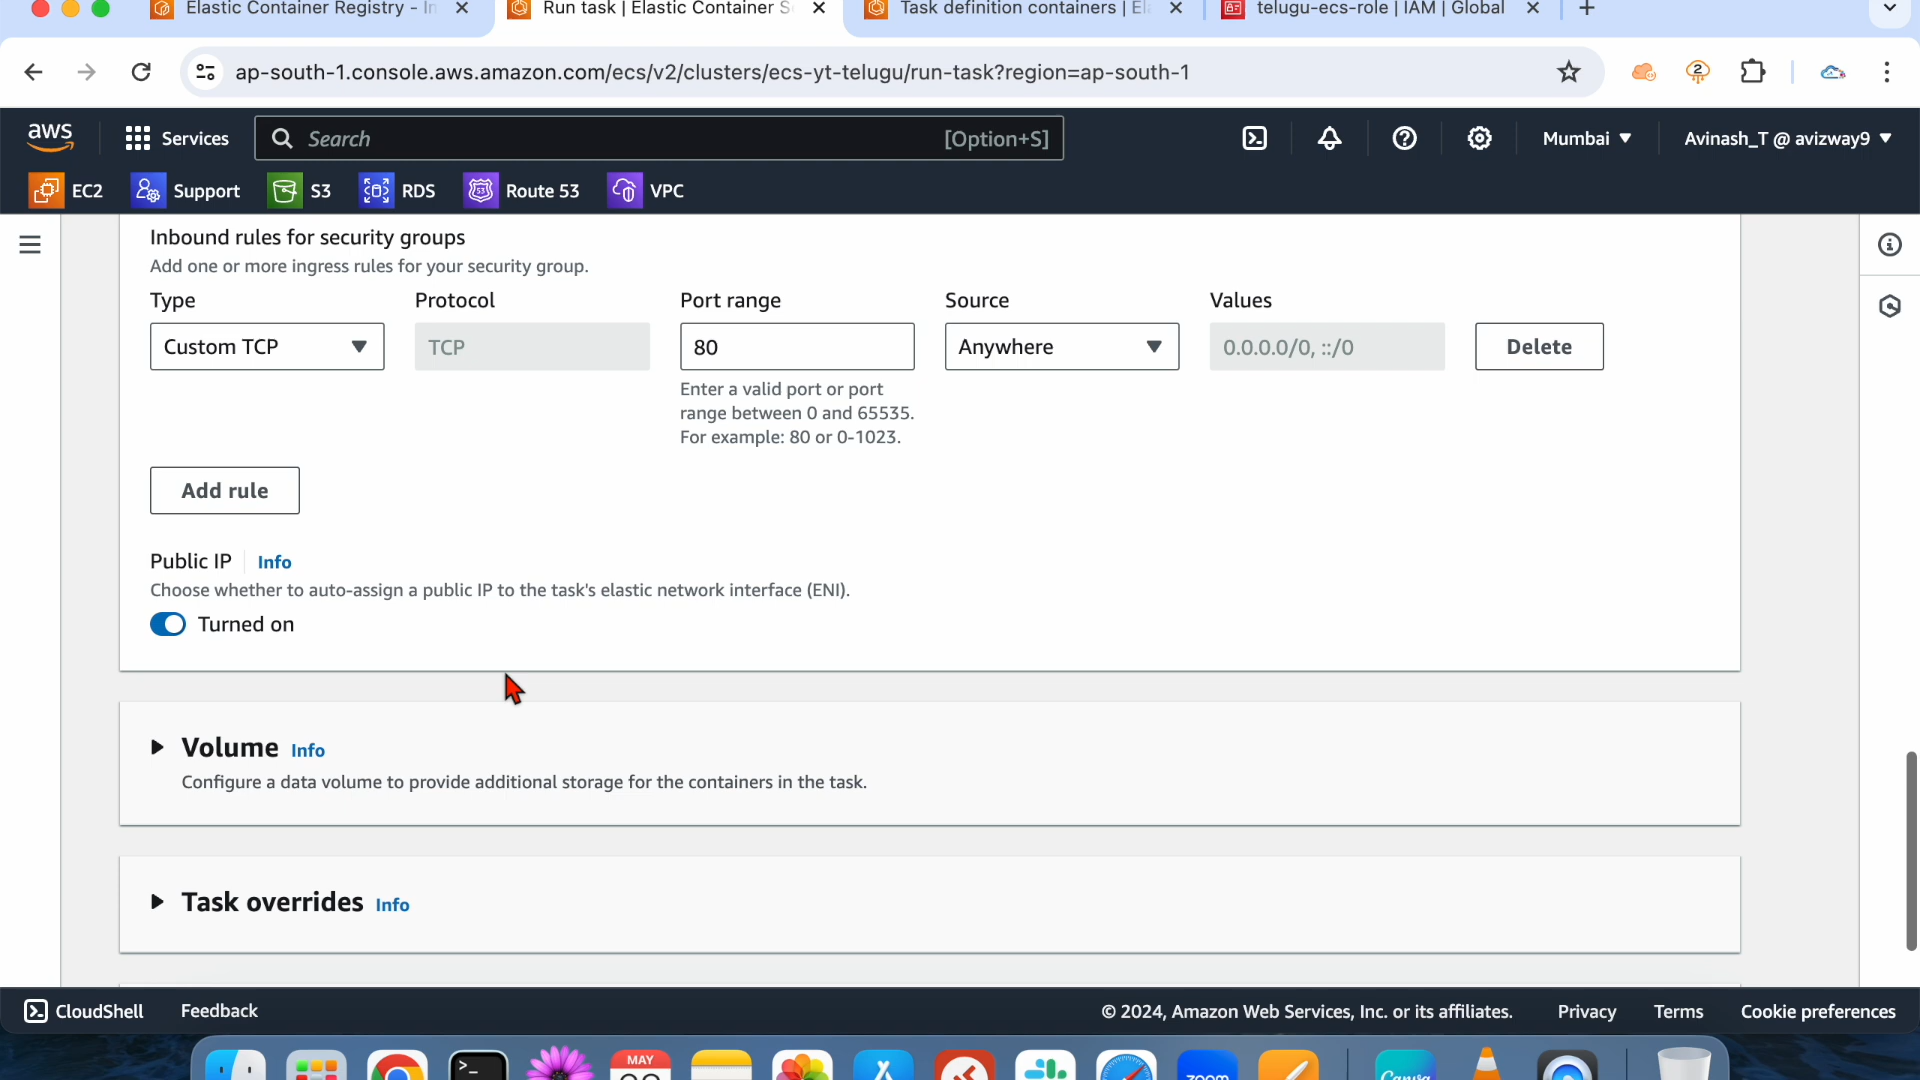 Elastic Container Registry - In
Run task | Elastic Container S
Task definition containers | Ela
telugu-ecs-role | IAM | Global
ap-south-1.console.aws.amazon.com/ecs/v2/clusters/ecs-yt-telugu/run-task?region=ap-south-1
2
aws
Services
Search
[Option+S]
Mumbai
Avinash_T @ avizway9
EC2
Support
S3
RDS
Route 53
VPC
Inbound rules for security groups
Add one or more ingress rules for your security group.
Type
Protocol
Port range
Source
Values
Custom TCP
TCP
80
Anywhere
0.0.0.0/0, ::/0
Delete
Enter a valid port or port
range between 0 and 65535.
For example: 80 or 0-1023.
Add rule
Public IP
Info
Choose whether to auto-assign a public IP to the task's elastic network interface (ENI).
Turned on
Volume Info
Configure a data volume to provide additional storage for the containers in the task.
Task overrides Info
CloudShell
Feedback
© 2024, Amazon Web Services, Inc. or its affiliates.
Privacy
Terms
Cookie preferences
MAY
zoom
Canva